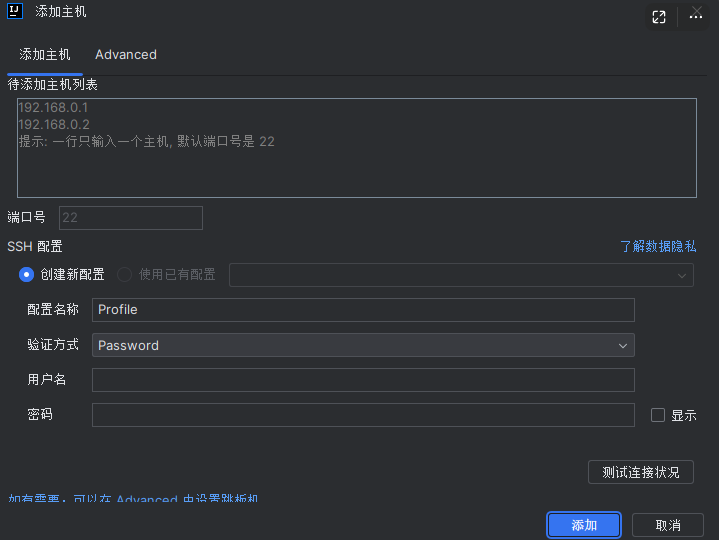 IJ 添加主机
添加主机 Advanced
待添加主机列表
192.168.0.1
192.168.0.2
提示: 一行只输入一个主机, 默认端口号是 22
端口号 22
SSH 配置 了解数据隐私
创建新配置 使用已有配置
配置名称 Profile
验证方式 Password
用户名
密码 显示
测试连接状况
如有需要，可以在 Advanced 中设置跳板机
添加 取消